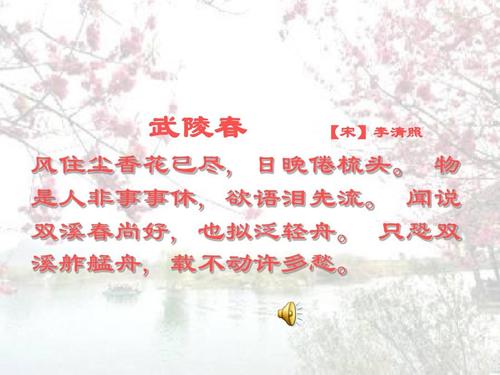 武陵春 【宋】李清照
风住尘香花已尽，日晚倦梳头。 物
是人非事事休，欲语泪先流。 闻说
双溪春尚好，也拟泛轻舟。 只恐双
溪舴艋舟，载不动许多愁。